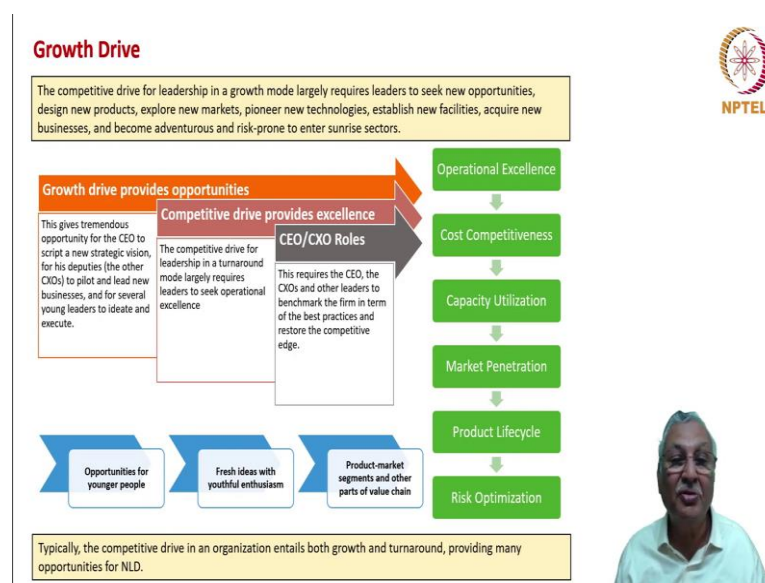 Growth Drive
NPTEL
The competitive drive for leadership in a growth mode largely requires leaders to seek new opportunities,
design new products, explore new markets, pioneer new technologies, establish new facilities, acquire new
businesses, and become adventurous and risk-prone to enter sunrise sectors.
Growth drive provides opportunities
This gives tremendous
opportunity for the CEO to
script a new strategic vision,
for his deputies (the other
CXOs) to pilot and lead new
businesses, and for several
young leaders to ideate and
execute.
Competitive drive provides excellence
The competitive drive for
leadership in a turnaround
mode largely requires
leaders to seek operational
excellence
CEO/CXO Roles
This requires the CEO, the
CXOs and other leaders to
benchmark the firm in term
of the best practices and
restore the competitive
edge.
Operational Excellence
Cost Competitiveness
Capacity Utilization
Market Penetration
Product Lifecycle
Risk Optimization
Opportunities for
younger people
Fresh ideas with
youthful enthusiasm
Product-market
segments and other
parts of value chain
Typically, the competitive drive in an organization entails both growth and turnaround, providing many
opportunities for NLD.